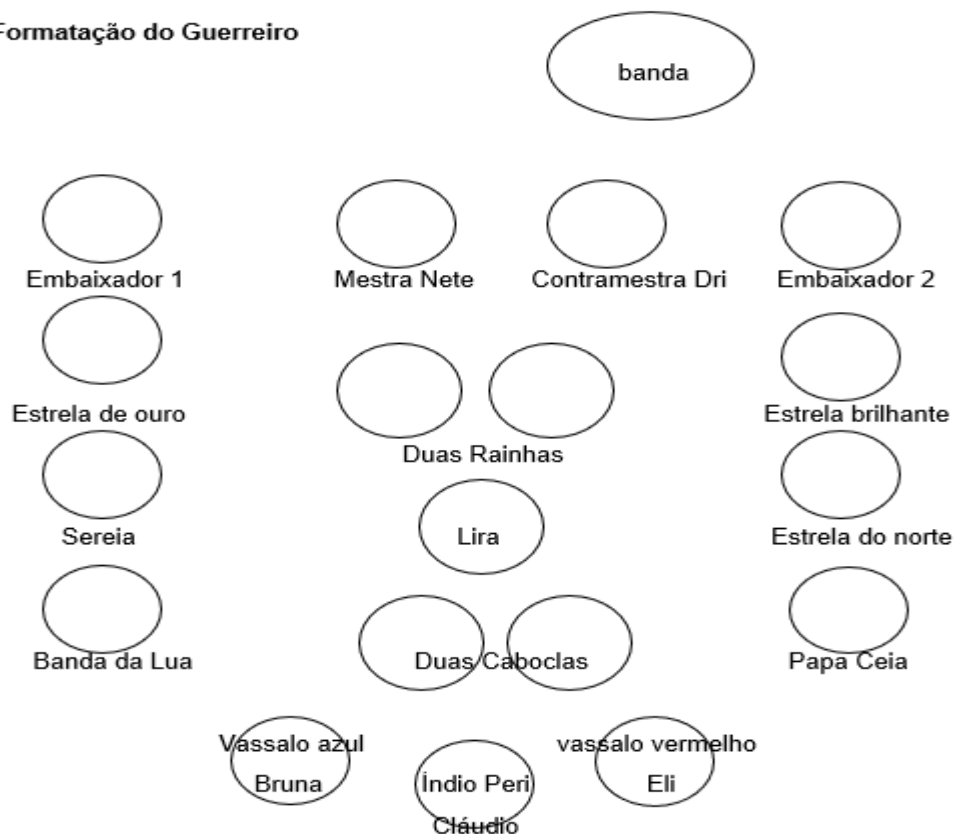 Formatação do Guerreiro
banda
Embaixador 1
Mestra Nete
Contramestra Dri
Embaixador 2
Estrela de ouro
Estrela brilhante
Duas Rainhas
Sereia
Lira
Estrela do norte
Banda da Lua
Duas Caboclas
Papa Ceia
Vassalo azul
Bruna
Índio Peri
Cláudio
vassalo vermelho
Eli